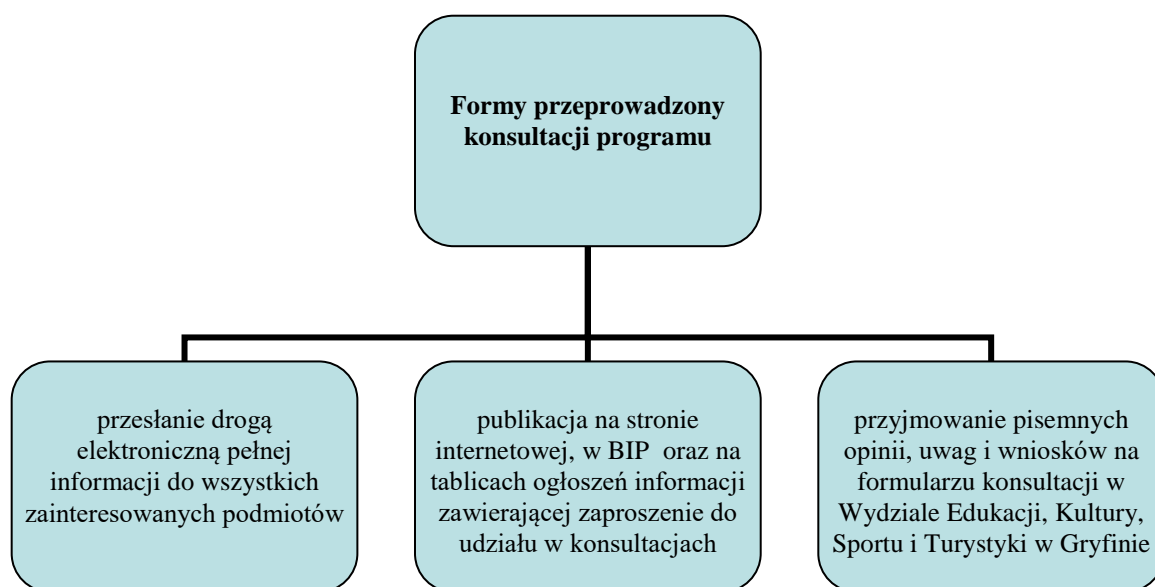 Formy przeprowadzony
konsultacji programu
przesłanie drogą
elektroniczną pełnej
informacji do wszystkich
zainteresowanych podmiotów
publikacja na stronie
internetowej, w BIP oraz na
tablicach ogłoszeń informacji
zawierającej zaproszenie do
udziału w konsultacjach
przyjmowanie pisemnych
opinii, uwag i wniosków na
formularzu konsultacji w
Wydziale Edukacji, Kultury,
Sportu i Turystyki w Gryfinie